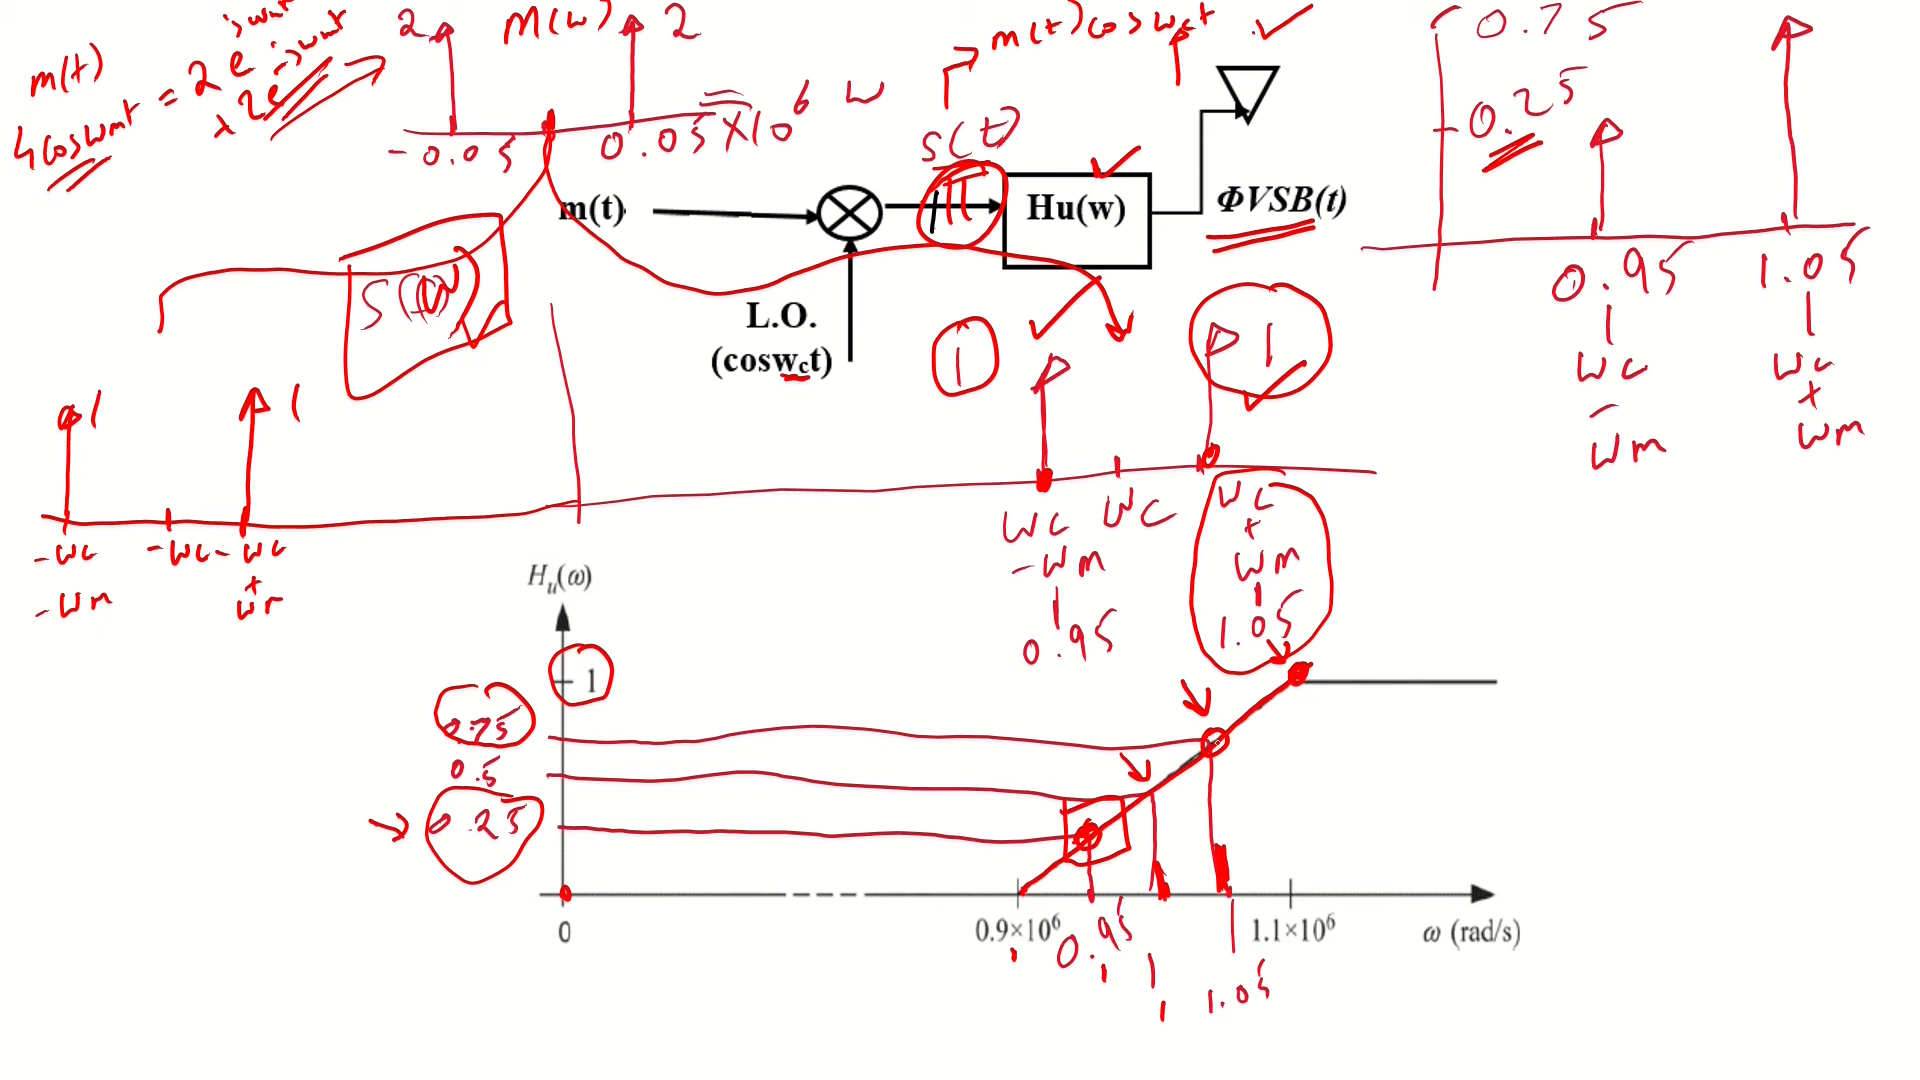 m(t)
4cosωmt = 2 e^jωmt
+ 2e^-jωmt
2 M(ω) 2
-0.05 0.05 ×10^6 ω
m(t)cosωct
s(t)
m(t)
π
Hu(w)
ΦVSB(t)
L.O.
(coswct)
S(ω)
0.75
0.25
0.95 1.05
ωc - ωm
ωc + ωm
1 1 1 1
-ωc -ωm
-ωc
-ωc + ωm
ωc -ωm
0.95
ωc
ωc + ωm
1.05
Hu(ω)
1
0.75
0.5
0.25
0 0.9×10^6 1.1×10^6 ω (rad/s)
0.95 1 1.05